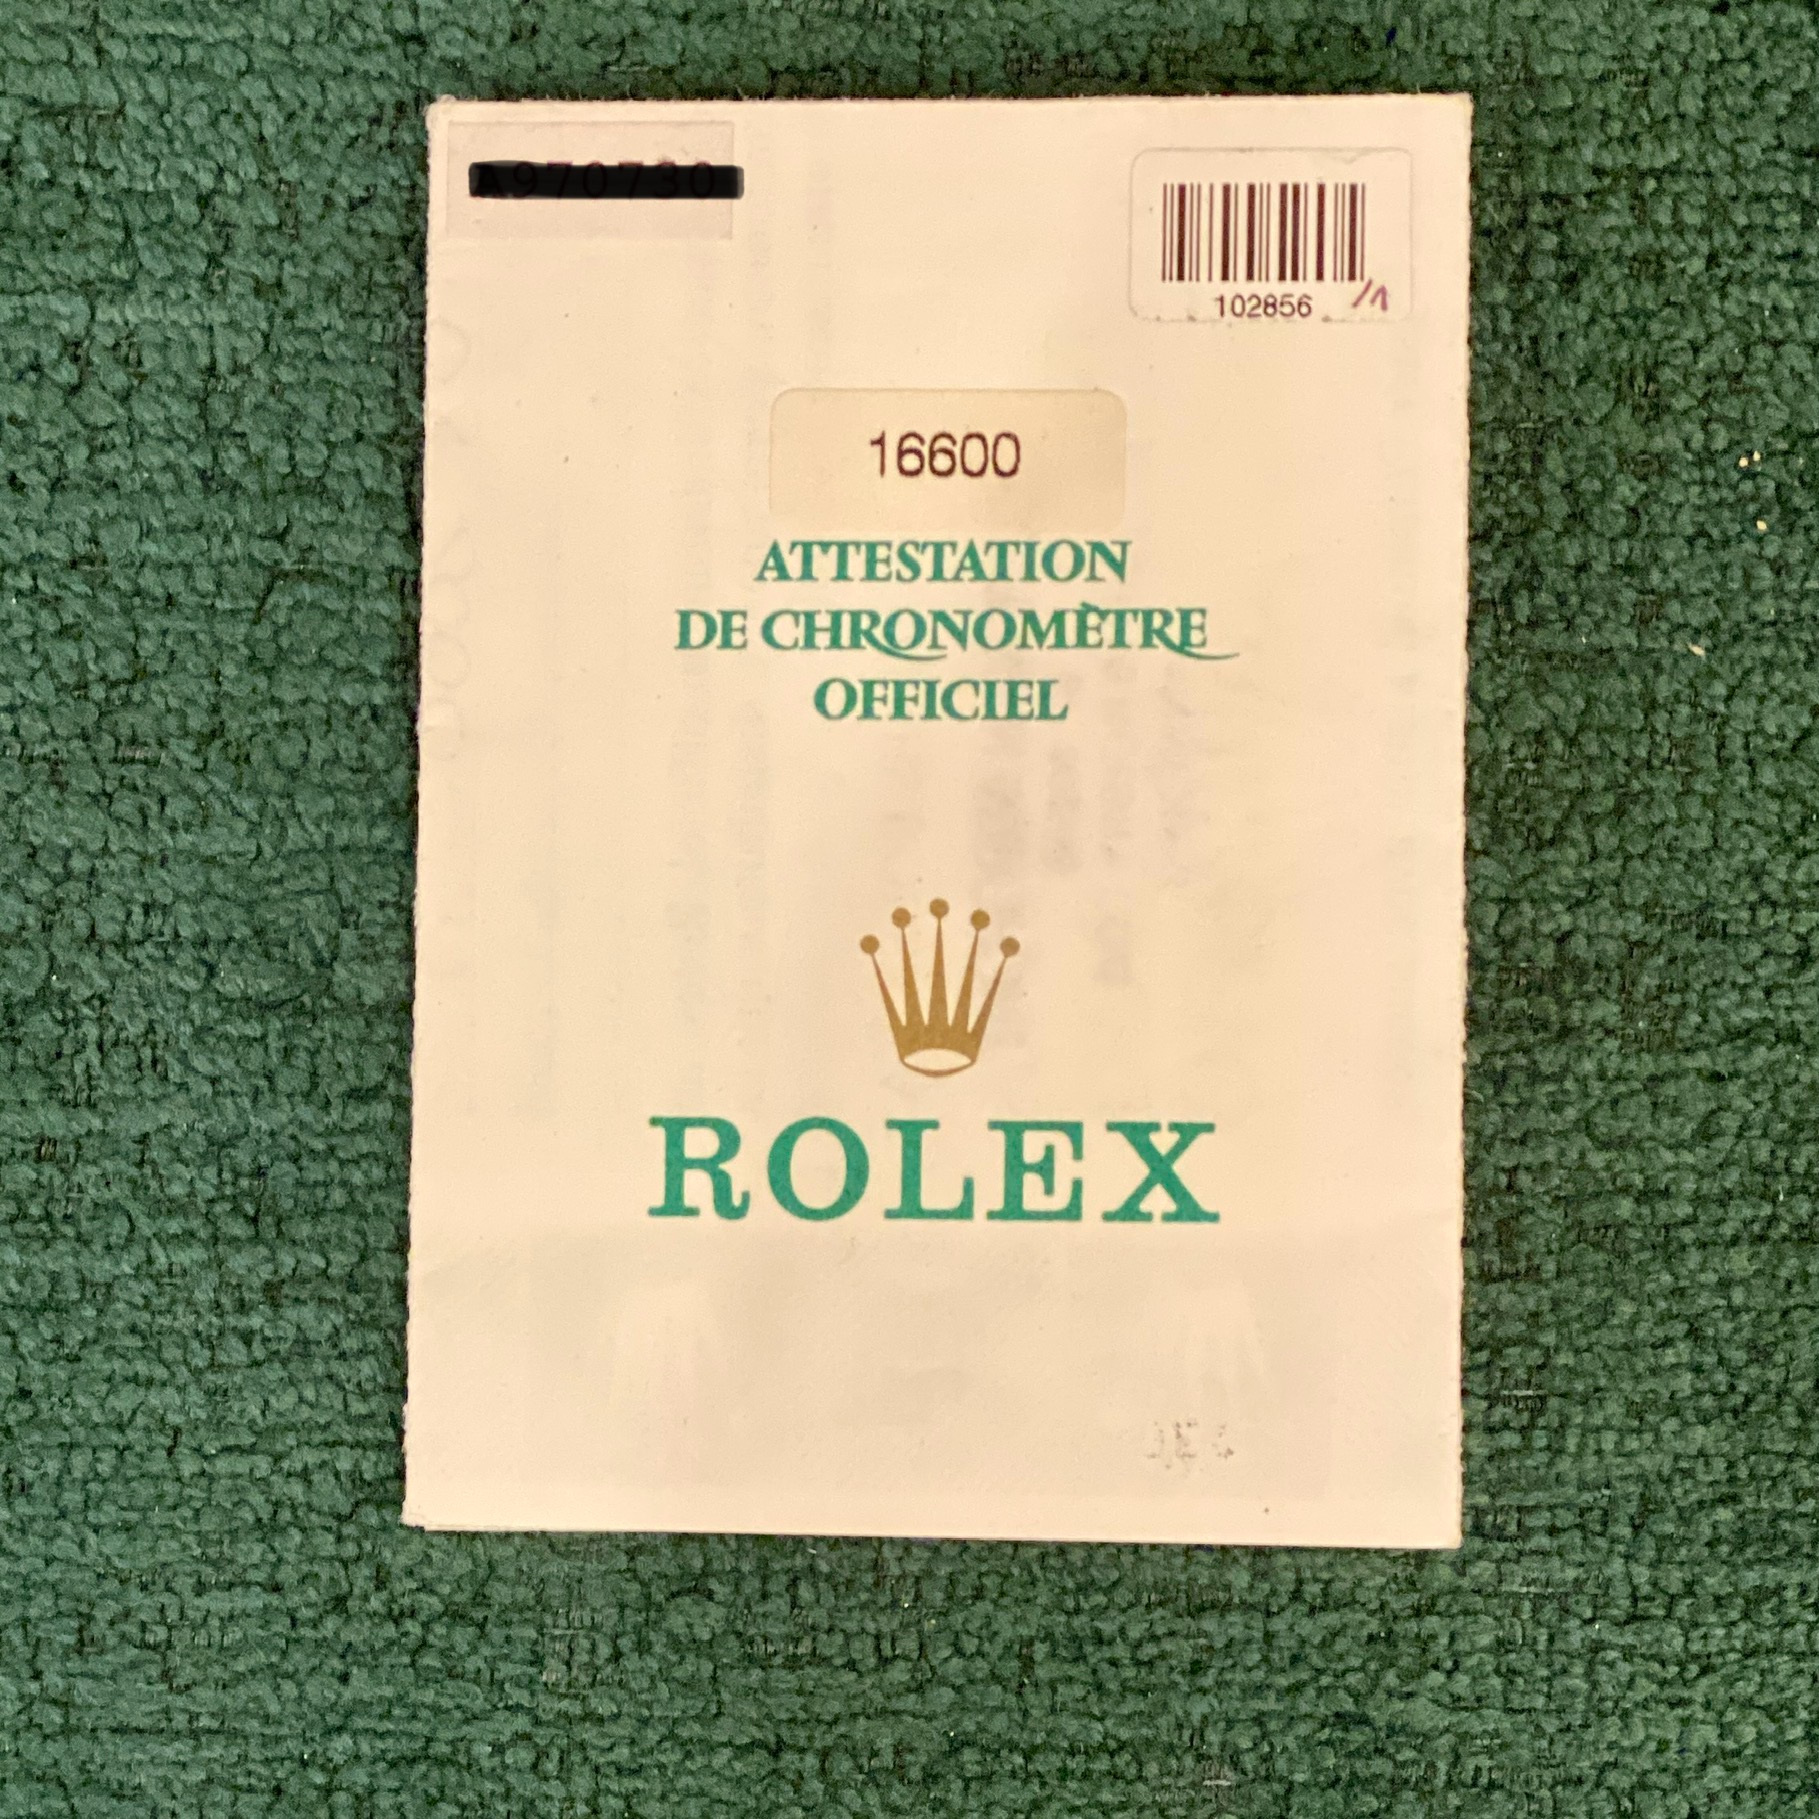 102856 /1
16600
ATTESTATION
DE CHRONOMÈTRE
OFFICIEL
ROLEX